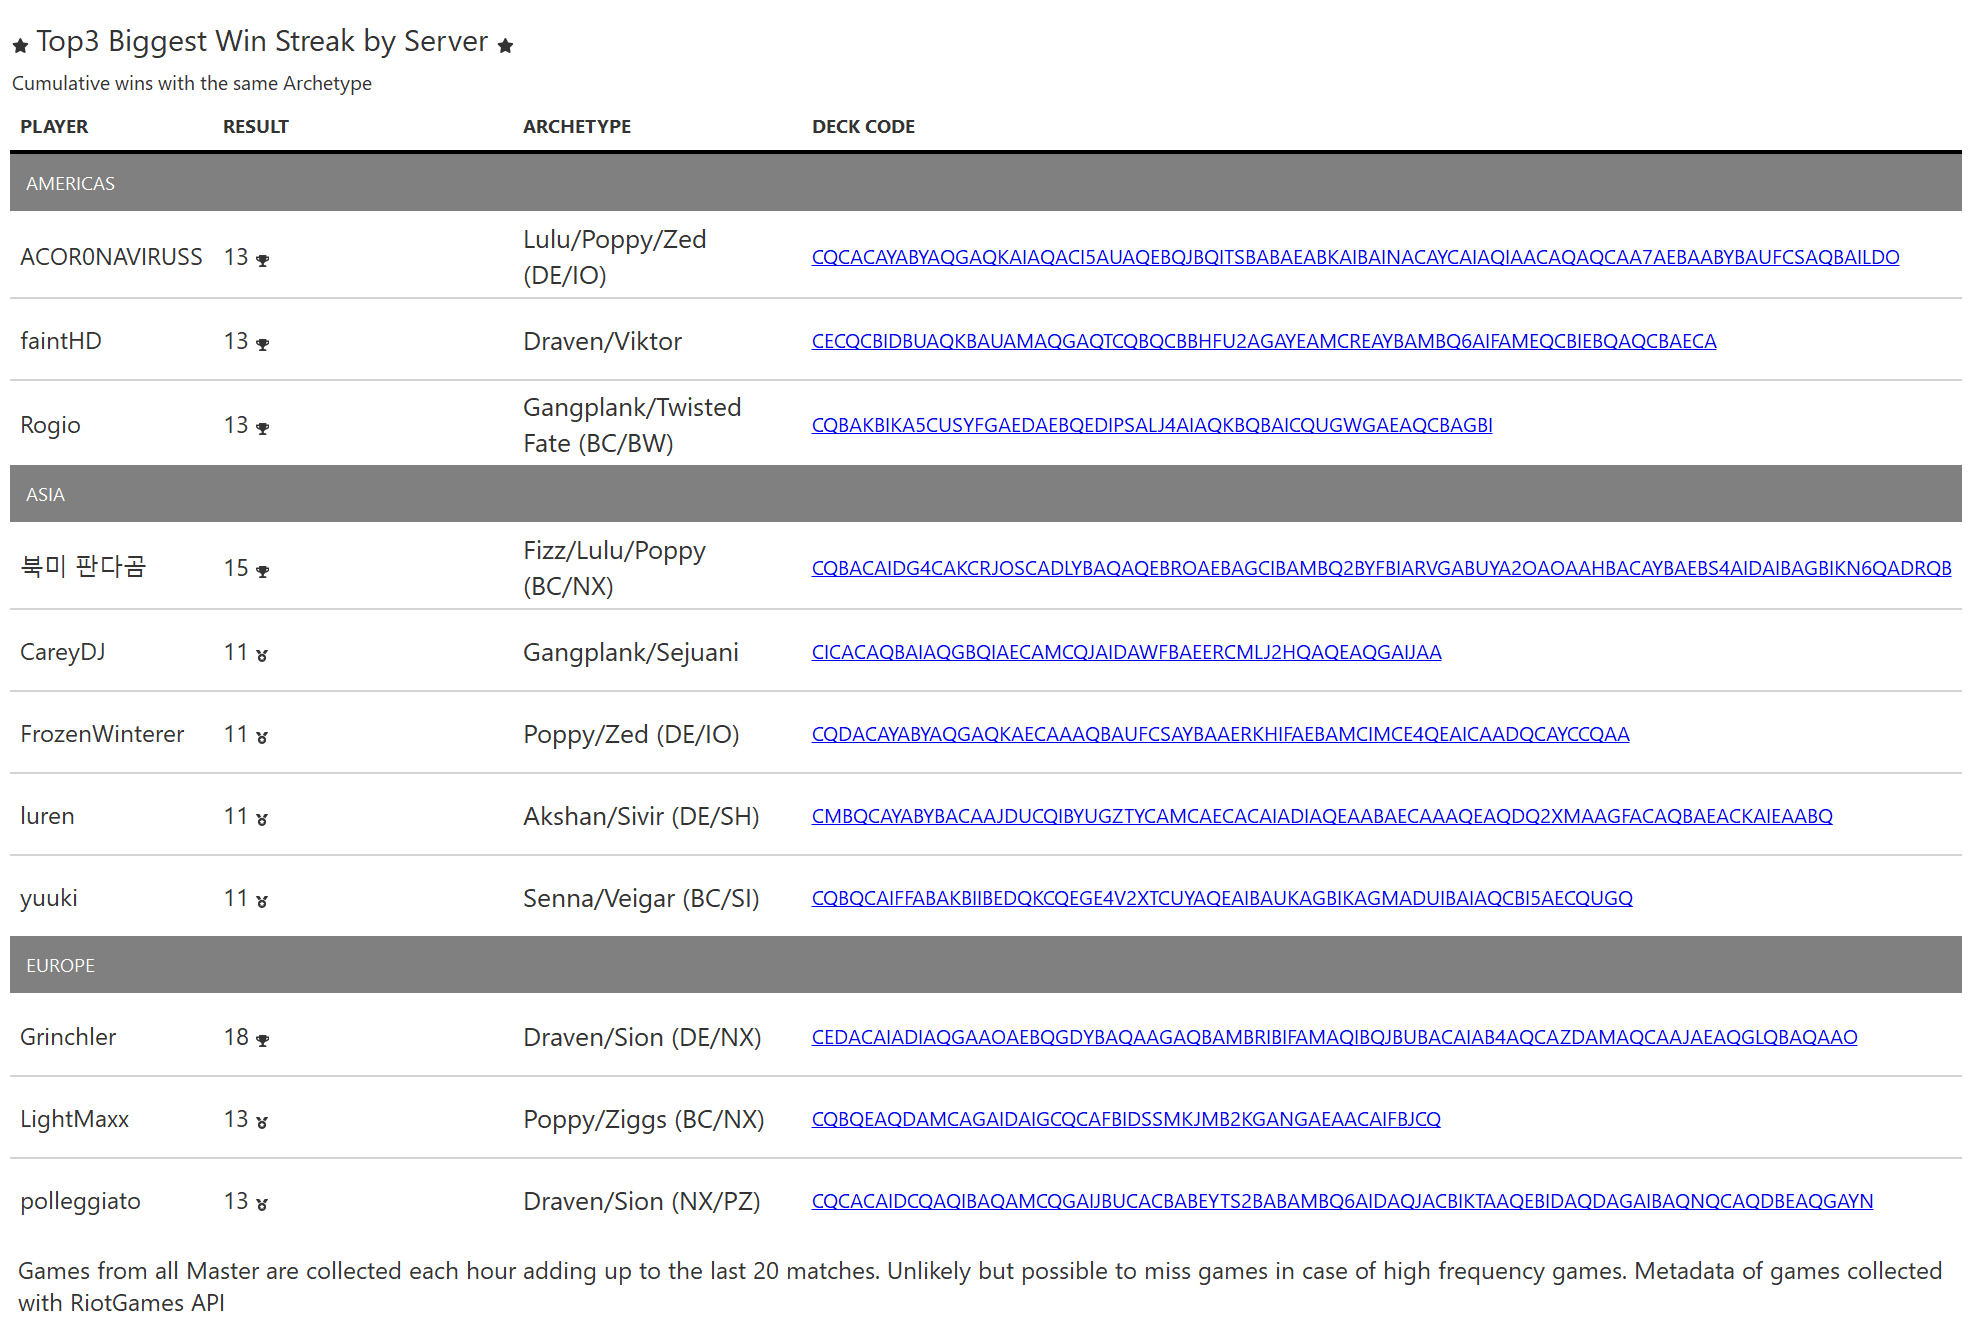 ★ Top3 Biggest Win Streak by Server ★
Cumulative wins with the same Archetype
PLAYER RESULT ARCHETYPE DECK CODE
AMERICAS
ACOR0NAVIRUSS 13 🏆 Lulu/Poppy/Zed (DE/IO) CQCACAYABYAQGAQKAIAQACI5AUAQEBQJBQITSBABAEABKAIBAINACAYCAIAQIAACAQAQCAA7AEBAABYBAUFCSAQBAILDO
faintHD 13 🏆 Draven/Viktor CECQCBIDBUAQKBAUAMAQGAQTCQBQCBBHFU2AGAYEAMCREAYBAMBQ6AIFAMEQCBIEBQAQCBAECA
Rogio 13 🏆 Gangplank/Twisted Fate (BC/BW) CQBAKBIKA5CUSYFGAEDAEBQEDIPSALJ4AIAQKBQBAICQUGWGAEAQCBAGBI
ASIA
북미 판다곰 15 🏆 Fizz/Lulu/Poppy (BC/NX) CQBACAIDG4CAKCRJOSCADLYBAQAQEBROAEBAGCIBAMBQ2BYFBIARVGABUYA2OAOAAHBACAYBAEBS4AIDAIBAGBIKN6QADRQB
CareyDJ 11 🏅 Gangplank/Sejuani CICACAQBAIAQGBQIAECAMCQJAIDAWFBAEERCMLJ2HQAQEAQGAIJAA
FrozenWinterer 11 🏅 Poppy/Zed (DE/IO) CQDACAYABYAQGAQKAECAAAQBAUFCSAYBAAERKHIFAEBAMCIMCE4QEAICAADQCAYCCQAA
luren 11 🏅 Akshan/Sivir (DE/SH) CMBQCAYABYBACAAJDUCQIBYUGZTYCAMCAECACAIADIAQEAABAECAAAQEAQDQ2XMAAGFACAQBAEACKAIEAABQ
yuuki 11 🏅 Senna/Veigar (BC/SI) CQBQCAIFFABAKBIIBEDQKCQEGE4V2XTCUYAQEAIBAUKAGBIKAGMADUIBAIAQCBI5AECQUGQ
EUROPE
Grinchler 18 🏆 Draven/Sion (DE/NX) CEDACAIADIAQGAAOAEBQGDYBAQAAGAQBAMBRIBIFAMAQIBQJBUBACAIAB4AQCAZDAMAQCAAJAEAQGLQBAQAAO
LightMaxx 13 🏅 Poppy/Ziggs (BC/NX) CQBQEAQDAMCAGAIDAIGCQCAFBIDSSMKJMB2KGANGAEAACAIFBJCQ
polleggiato 13 🏅 Draven/Sion (NX/PZ) CQCACAIDCQAQIBAQAMCQGAIJBUCACBABEYTS2BABAMBQ6AIDAQJACBIKTAAQEBIDAQDAGAIBAQNQCAQDBEAQGAYN
Games from all Master are collected each hour adding up to the last 20 matches. Unlikely but possible to miss games in case of high frequency games. Metadata of games collected
with RiotGames API